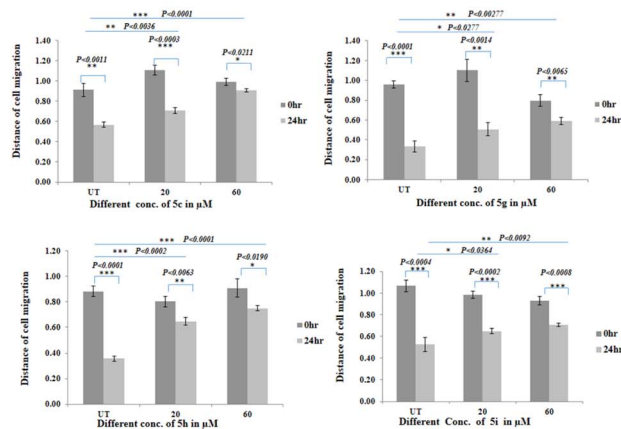 *** P<0.0001
** P<0.0036
P<0.0003
P<0.0011
***
P<0.0211
**
*
1.40
1.20
1.00
0.80
0.60
0.40
0.20
0.00
Distance of cell migration
0hr
24hr
UT 20 60
Different conc. of 5c in µM
** P<0.00277
* P<0.0277
P<0.0001
P<0.0014
***
**
P<0.0065
**
1.40
1.20
1.00
0.80
0.60
0.40
0.20
0.00
Distance of cell migration
0hr
24hr
UT 20 60
Different conc. of 5g in µM
*** P<0.0001
*** P<0.0002
P<0.0001
P<0.0063
P<0.0190
***
**
*
1.20
1.00
0.80
0.60
0.40
0.20
0.00
Distance of cell migration
0hr
24hr
UT 20 60
Different conc. of 5h in µM
** P<0.0092
* P<0.0364
P<0.0004
P<0.0002
P<0.0008
***
***
***
1.20
1.00
0.80
0.60
0.40
0.20
0.00
Distance of cell migration
0hr
24hr
UT 20 60
Different Conc. of 5i in µM